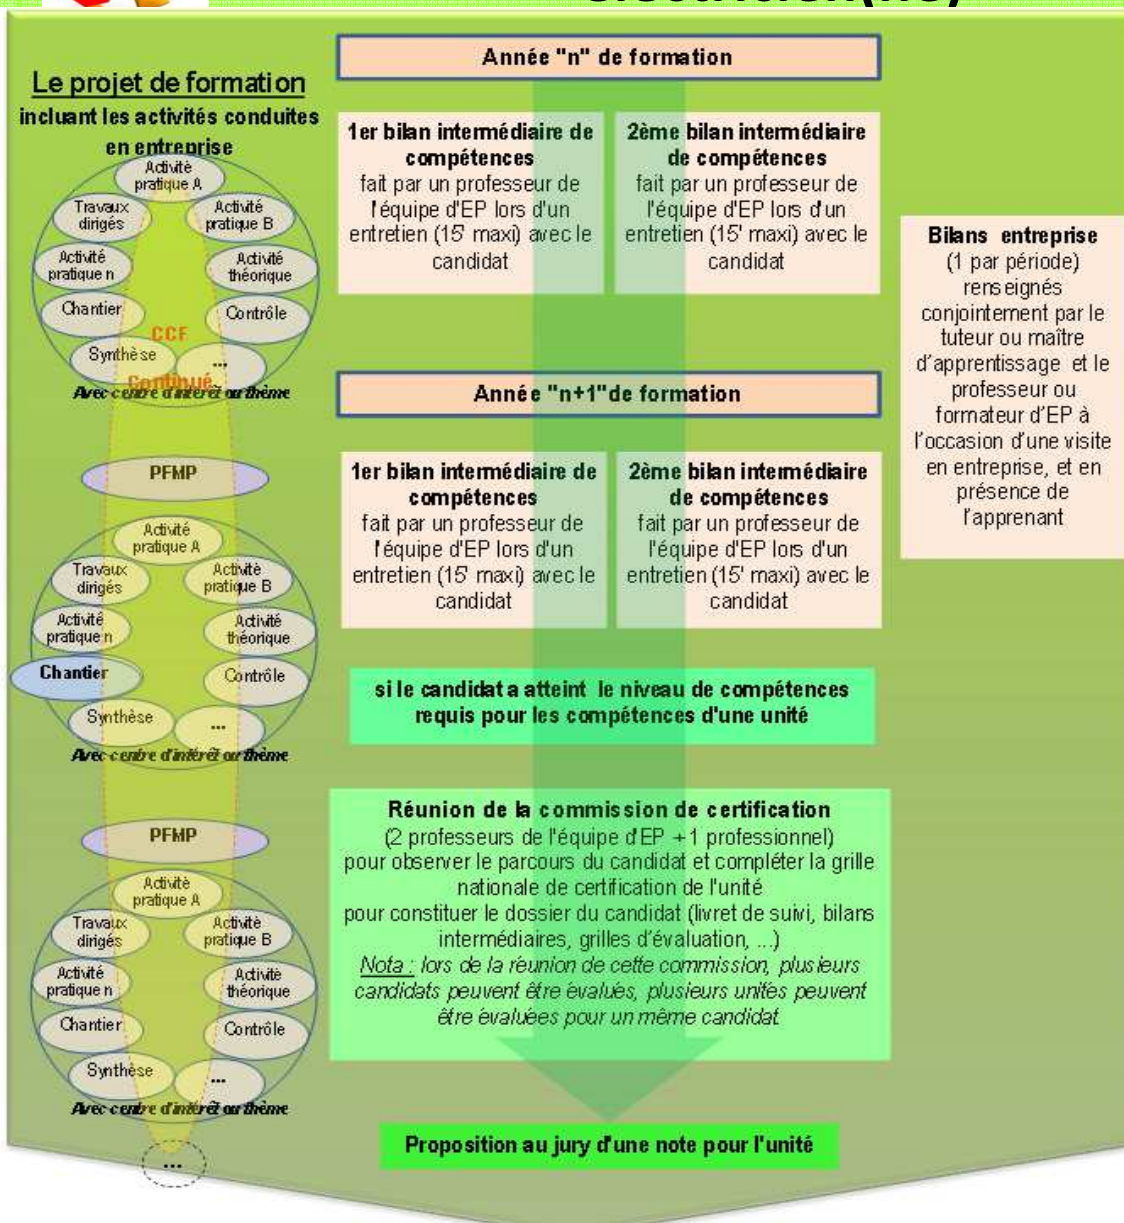 Le projet de formation
incluant les activités conduites
en entreprise
Activité
pratique A
Travaux
dirigés
Activité
pratique B
Activité
pratique n
Activité
théorique
Chantier
Contrôle
CCF
Synthèse
...
Continué
Avec centre d'intérêt ou thème
PFMP
Activité
pratique A
Travaux
dirigés
Activité
pratique B
Activité
pratique n
Activité
théorique
Chantier
Contrôle
Synthèse
...
Avec centre d'intérêt ou thème
PFMP
Activité
pratique A
Travaux
dirigés
Activité
pratique B
Activité
pratique n
Activité
théorique
Chantier
Contrôle
Synthèse
...
Avec centre d'intérêt ou thème
...
Année "n" de formation
1er bilan intermédiaire de
compétences
fait par un professeur de
l'équipe d'EP lors d'un
entretien (15' maxi) avec le
candidat
2ème bilan intermédiaire
de compétences
fait par un professeur de
l'équipe d'EP lors d'un
entretien (15' maxi) avec le
candidat
Année "n+1"de formation
1er bilan intermédiaire de
compétences
fait par un professeur de
l'équipe d'EP lors d'un
entretien (15' maxi) avec le
candidat
2ème bilan intermédiaire
de compétences
fait par un professeur de
l'équipe d'EP lors d'un
entretien (15' maxi) avec le
candidat
si le candidat a atteint le niveau de compétences
requis pour les compétences d'une unité
Réunion de la commission de certification
(2 professeurs de l'équipe d'EP +1 professionnel)
pour observer le parcours du candidat et compléter la grille
nationale de certification de l'unité
pour constituer le dossier du candidat (livret de suivi, bilans
intermédiaires, grilles d'évaluation, ...)
Nota : lors de la réunion de cette commission, plusieurs
candidats peuvent être évalués, plusieurs unités peuvent
être évaluées pour un même candidat
Proposition au jury d'une note pour l'unité
Bilans entreprise
(1 par période)
renseignés
conjointement par le
tuteur ou maître
d'apprentissage et le
professeur ou
formateur d'EP à
l'occasion d'une visite
en entreprise, et en
présence de
l'apprenant